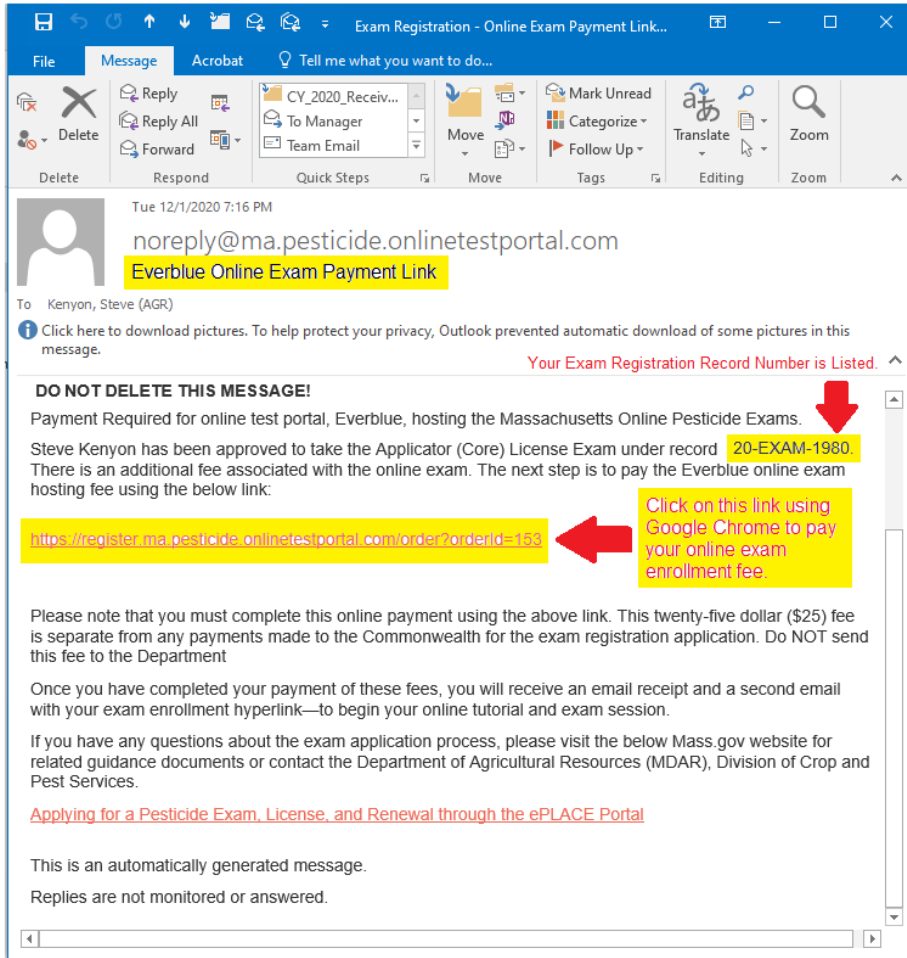 Exam Registration - Online Exam Payment Link...
File Message Acrobat Tell me what you want to do...
Delete
Reply
Reply All
Forward
CY_2020_Receiv...
To Manager
Team Email
Move
Mark Unread
Categorize
Follow Up
Translate
Zoom
Delete Respond Quick Steps Move Tags Editing Zoom
Tue 12/1/2020 7:16 PM
noreply@ma.pesticide.onlinetestportal.com
Everblue Online Exam Payment Link
To Kenyon, Steve (AGR)
Click here to download pictures. To help protect your privacy, Outlook prevented automatic download of some pictures in this
message.
Your Exam Registration Record Number is Listed.
DO NOT DELETE THIS MESSAGE!
Payment Required for online test portal, Everblue, hosting the Massachusetts Online Pesticide Exams.
Steve Kenyon has been approved to take the Applicator (Core) License Exam under record 20-EXAM-1980.
There is an additional fee associated with the online exam. The next step is to pay the Everblue online exam
hosting fee using the below link:
https://register.ma.pesticide.onlinetestportal.com/order?orderId=153
Click on this link using
Google Chrome to pay
your online exam
enrollment fee.
Please note that you must complete this online payment using the above link. This twenty-five dollar ($25) fee
is separate from any payments made to the Commonwealth for the exam registration application. Do NOT send
this fee to the Department
Once you have completed your payment of these fees, you will receive an email receipt and a second email
with your exam enrollment hyperlink—to begin your online tutorial and exam session.
If you have any questions about the exam application process, please visit the below Mass.gov website for
related guidance documents or contact the Department of Agricultural Resources (MDAR), Division of Crop and
Pest Services.
Applying for a Pesticide Exam, License, and Renewal through the ePLACE Portal
This is an automatically generated message.
Replies are not monitored or answered.